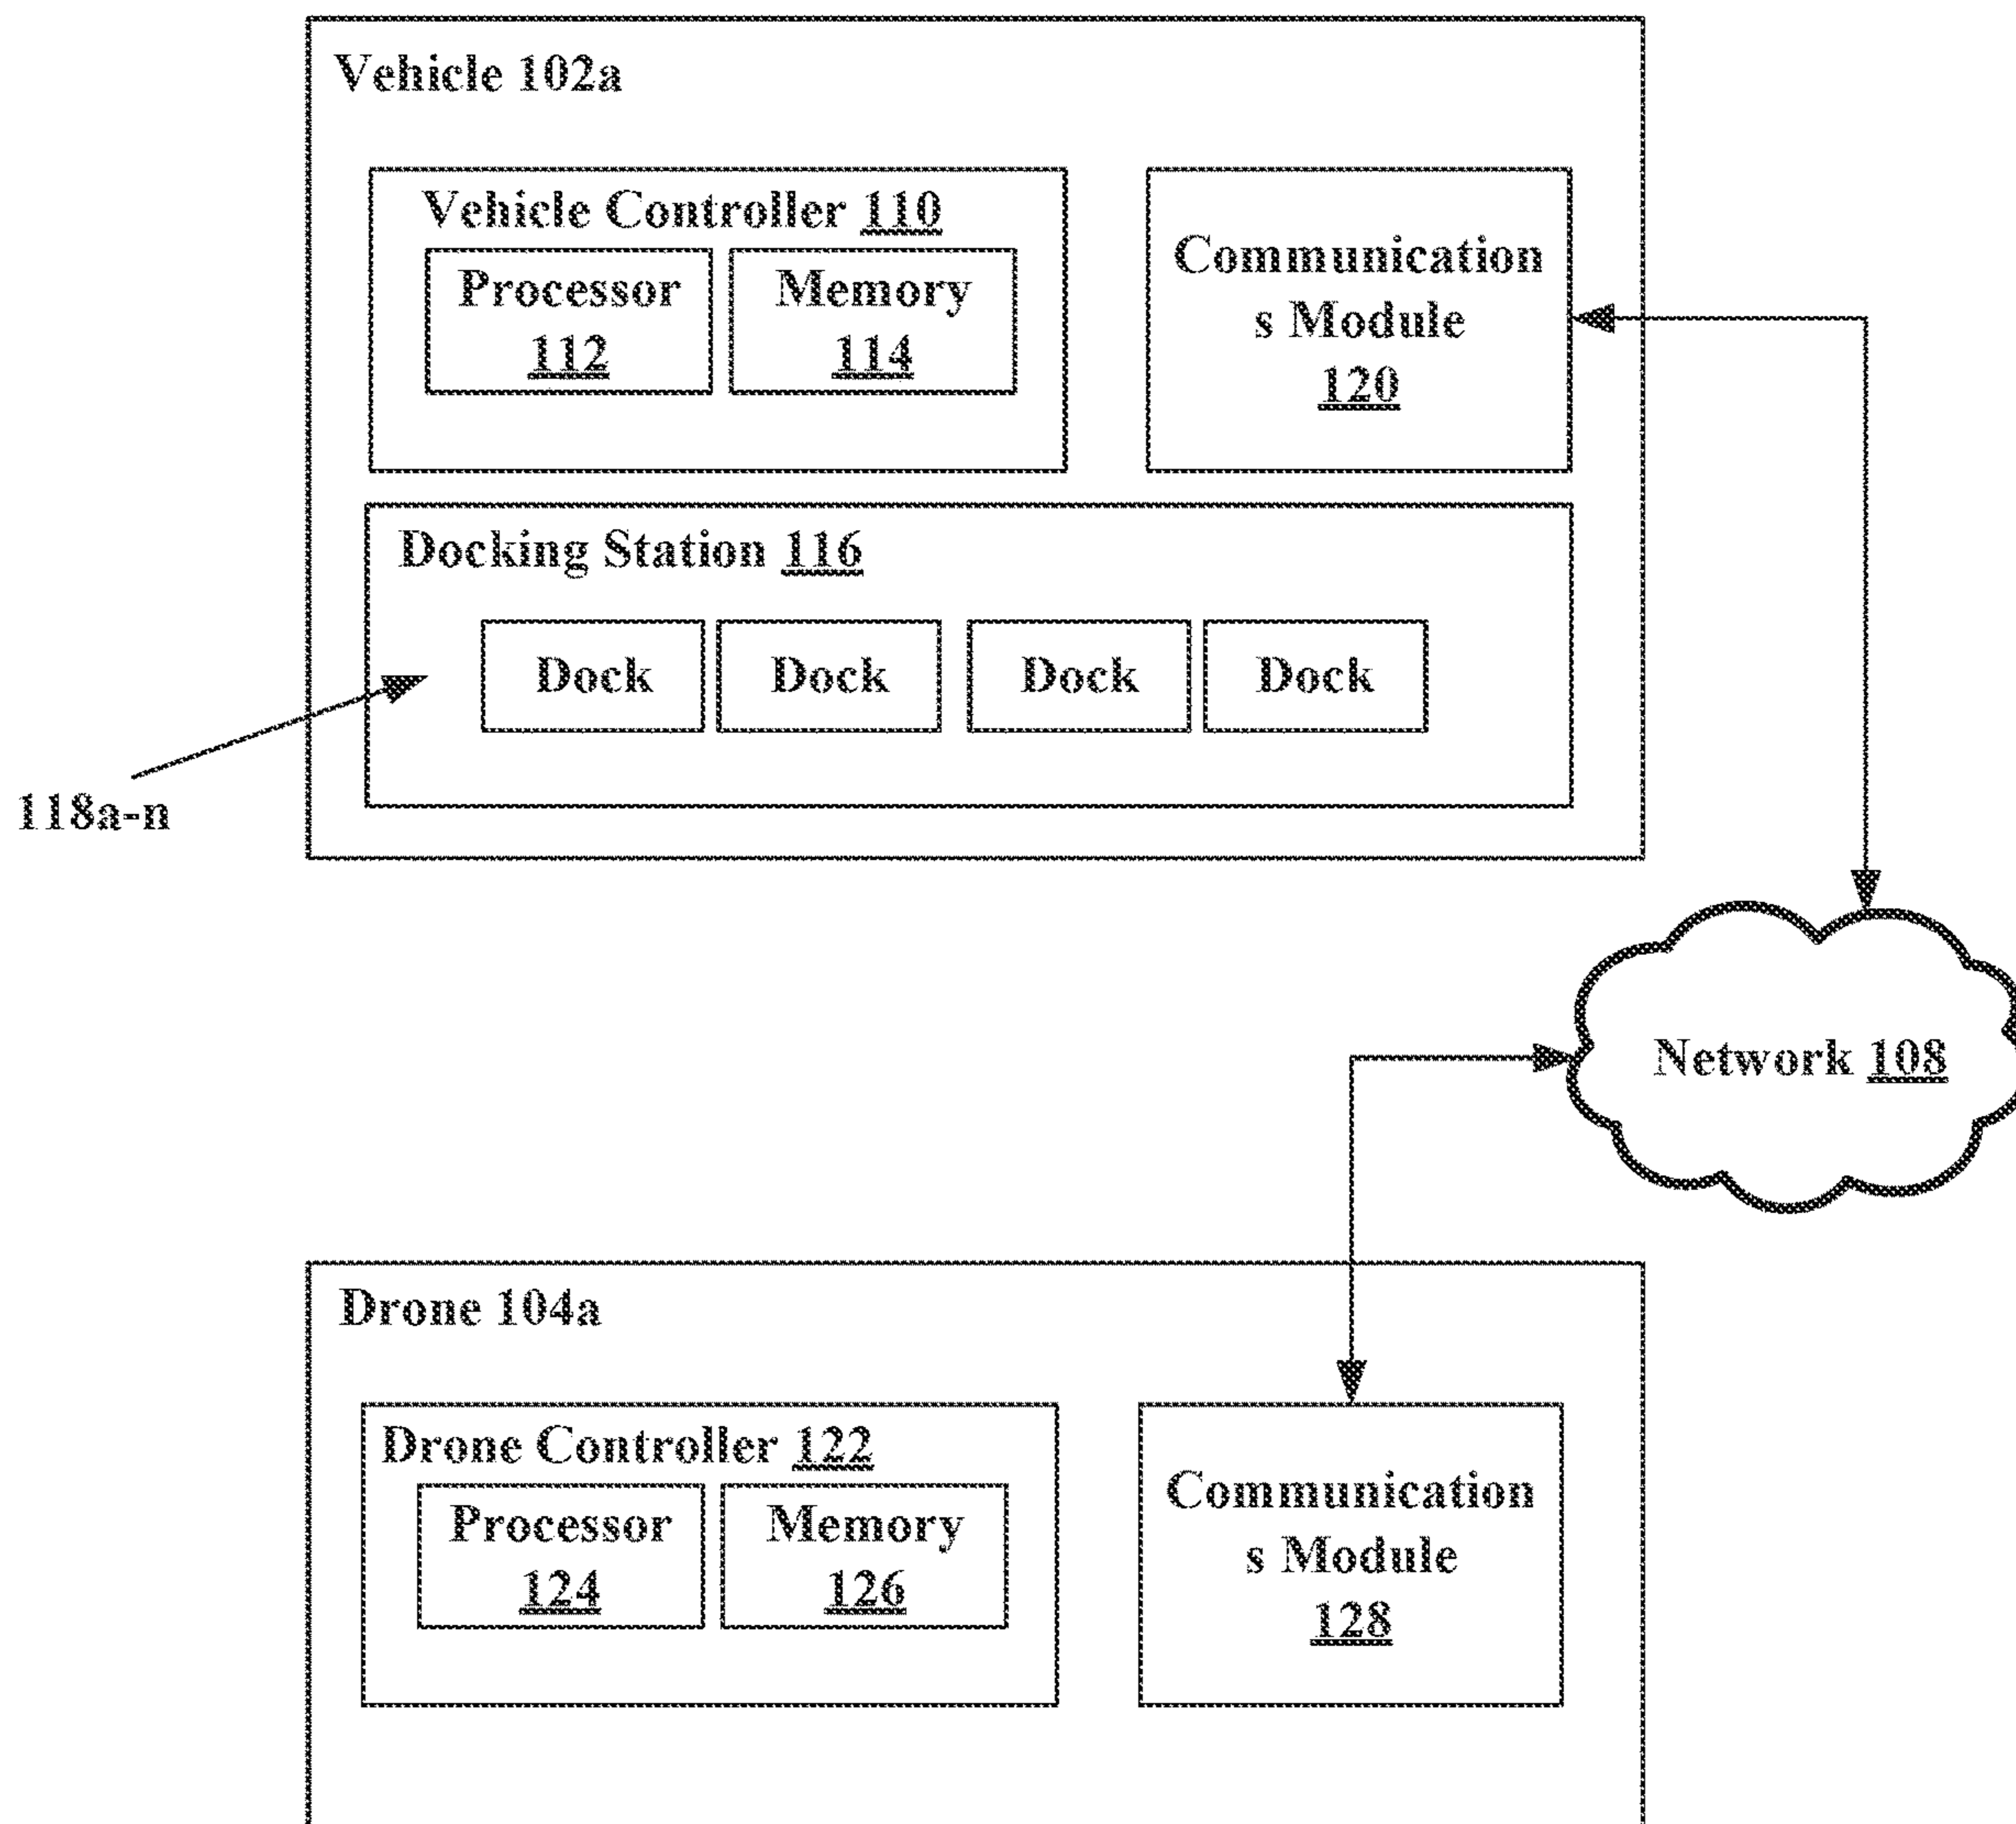 Vehicle 102a
Vehicle Controller 110
Processor
112
Memory
114
Communication
s Module
120
Docking Station 116
Dock
Dock
Dock
Dock
118a-n
Network 108
Drone 104a
Drone Controller 122
Processor
124
Memory
126
Communication
s Module
128